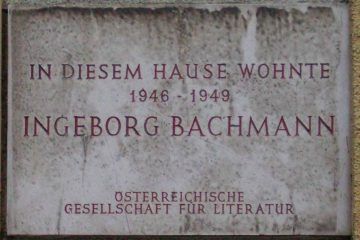 IN DIESEM HAUSE WOHNTE
1946 - 1949
INGEBORG BACHMANN
ÖSTERREICHISCHE
GESELLSCHAFT FÜR LITERATUR